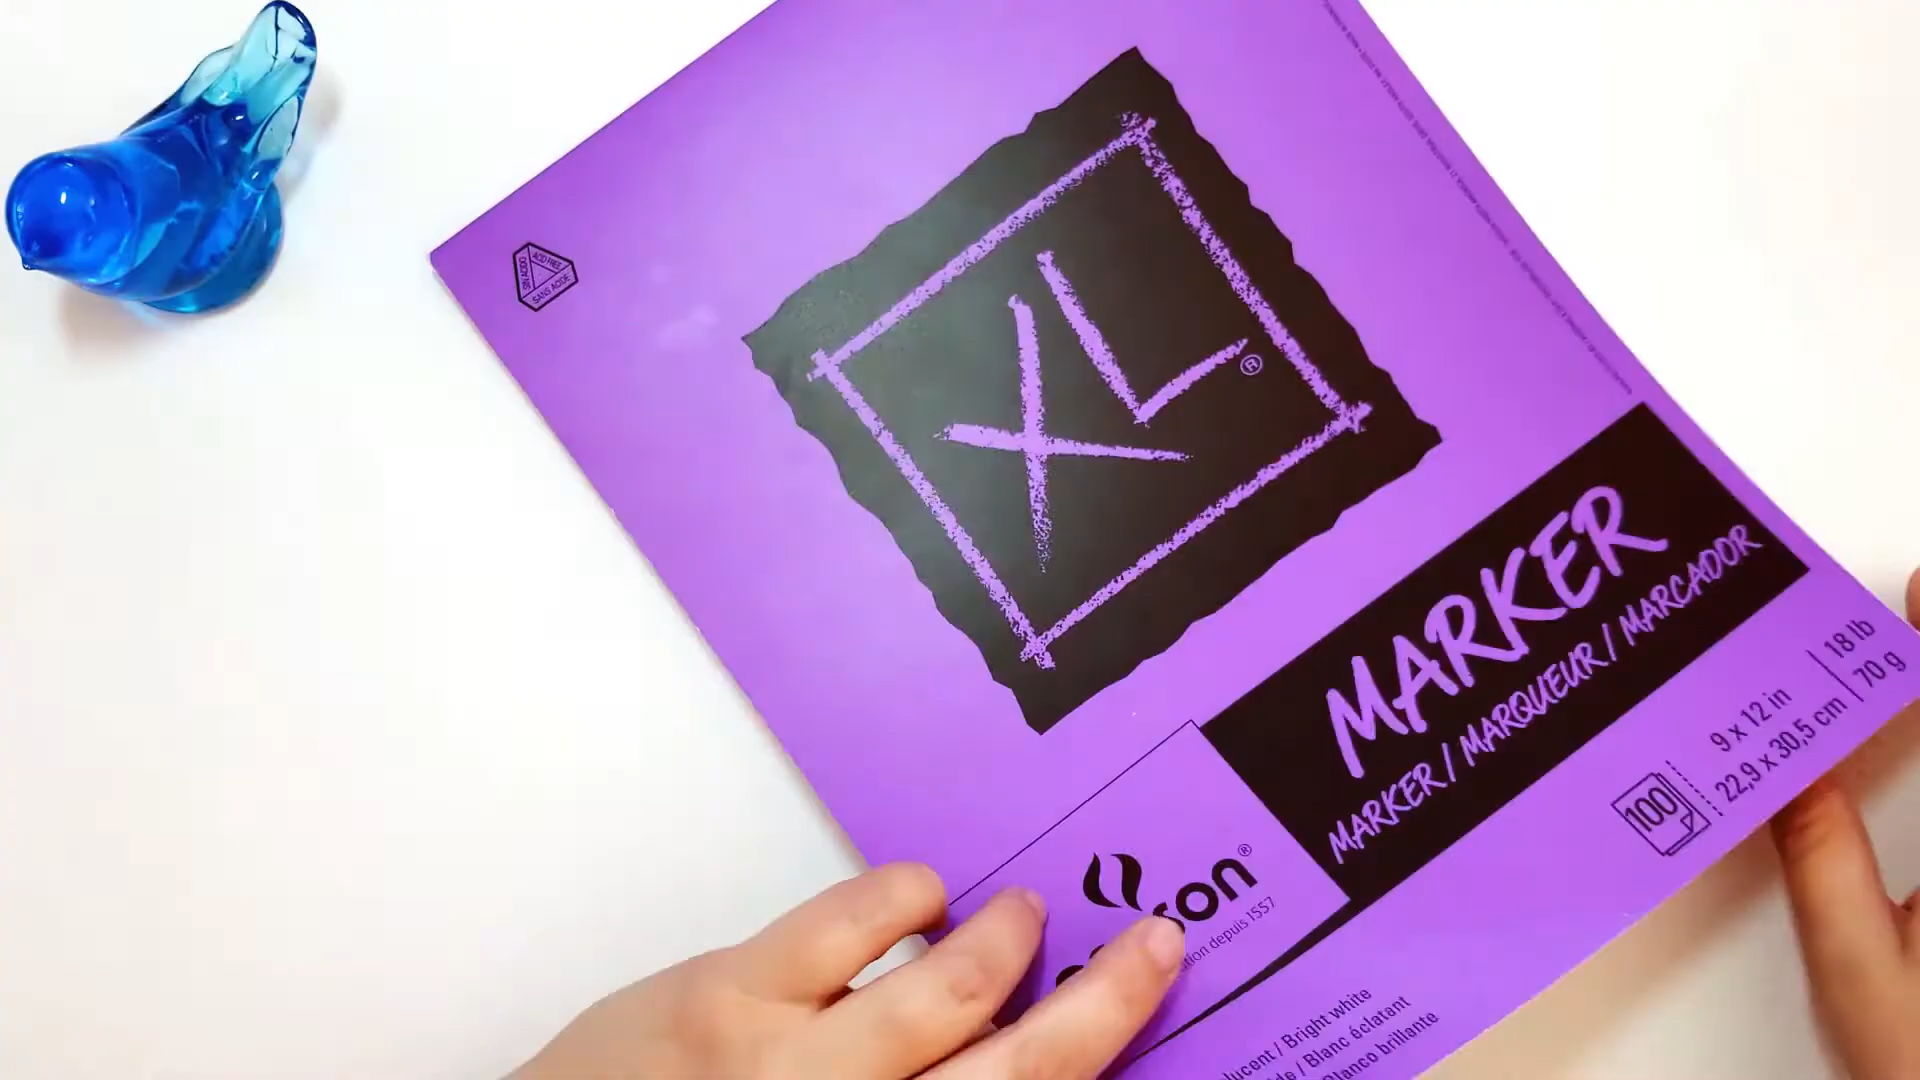 ACID FREE
SIN ÁCIDO
SANS ACIDE
XL®
MARKER
MARKER / MARQUEUR / MARCADOR
100
9 x 12 in
22,9 x 30,5 cm
18 lb
70 g
son®
depuis 1557
/ Bright white
/ Blanc éclatant
Blanco brillante